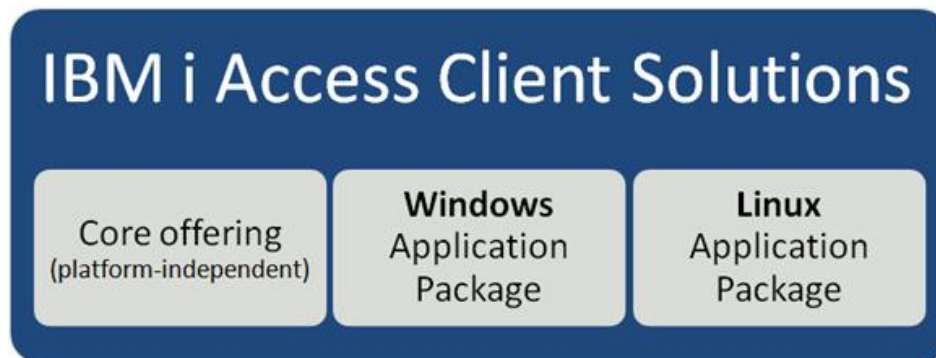 IBM i Access Client Solutions
Core offering
(platform-independent)
Windows
Application
Package
Linux
Application
Package